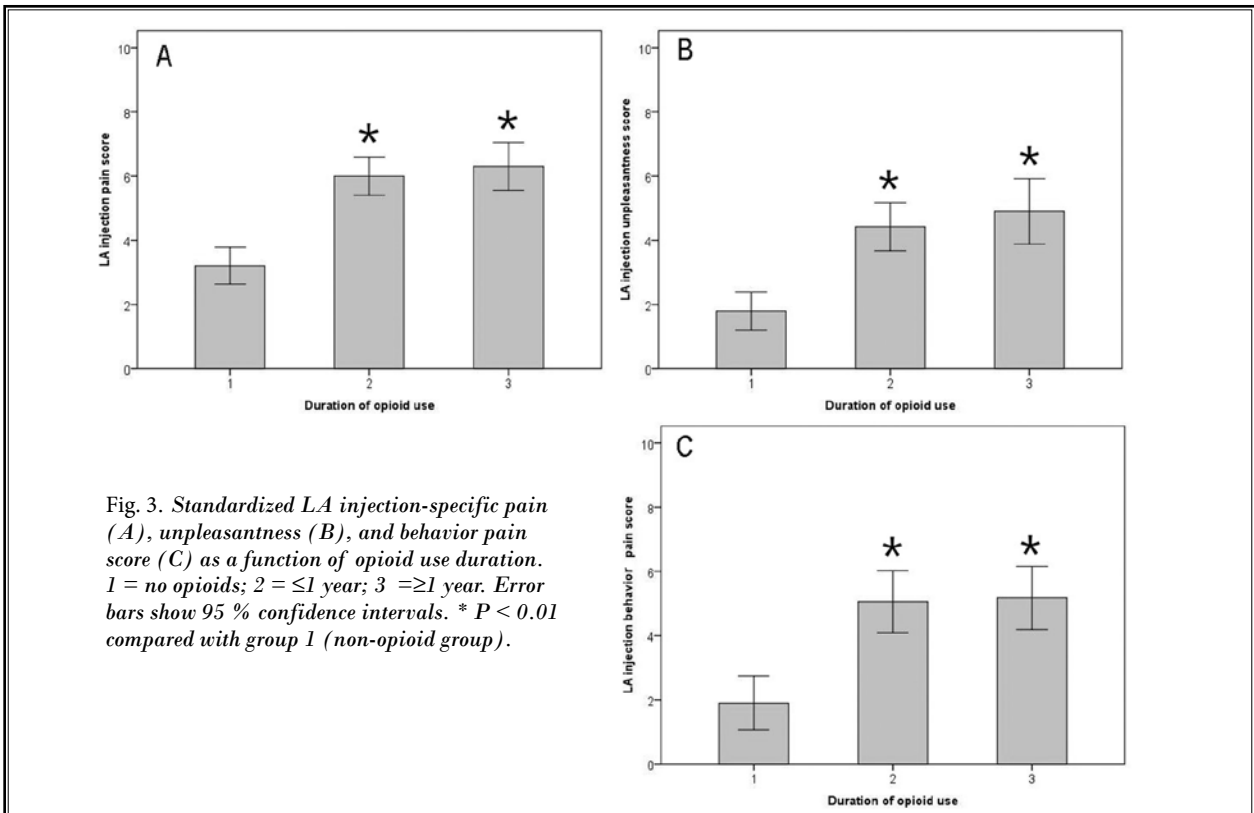 A
LA injection pain score
10
8
6
4
2
0
* *
1 2 3
Duration of opioid use
B
LA injection unpleasantness score
10
8
6
4
2
0
* *
1 2 3
Duration of opioid use
C
LA injection behavior pain score
10
8
6
4
2
0
* *
1 2 3
Duration of opioid use
Fig. 3. Standardized LA injection-specific pain
(A), unpleasantness (B), and behavior pain
score (C) as a function of opioid use duration.
1 = no opioids; 2 = ≤1 year; 3 =≥1 year. Error
bars show 95 % confidence intervals. * P < 0.01
compared with group 1 (non-opioid group).